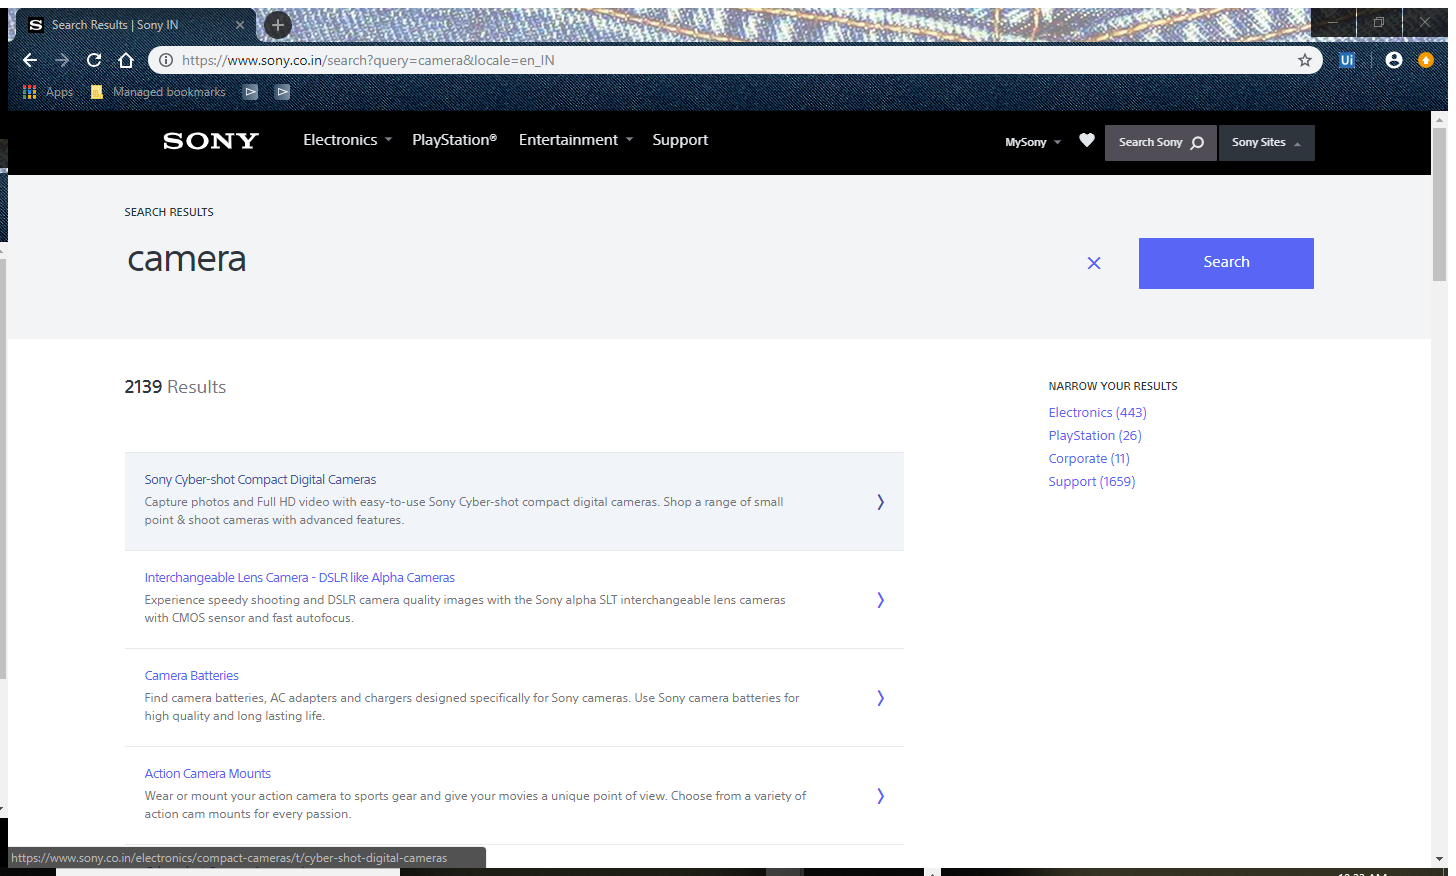 Search Results | Sony IN
https://www.sony.co.in/search?query=camera&locale=en_IN
Ui
Apps
Managed bookmarks
SONY
Electronics
PlayStation®
Entertainment
Support
MySony
Search Sony
Sony Sites
SEARCH RESULTS
camera
Search
2139 Results
NARROW YOUR RESULTS
Electronics (443)
PlayStation (26)
Corporate (11)
Support (1659)
Sony Cyber-shot Compact Digital Cameras
Capture photos and Full HD video with easy-to-use Sony Cyber-shot compact digital cameras. Shop a range of small
point & shoot cameras with advanced features.
Interchangeable Lens Camera - DSLR like Alpha Cameras
Experience speedy shooting and DSLR camera quality images with the Sony alpha SLT interchangeable lens cameras
with CMOS sensor and fast autofocus.
Camera Batteries
Find camera batteries, AC adapters and chargers designed specifically for Sony cameras. Use Sony camera batteries for
high quality and long lasting life.
Action Camera Mounts
Wear or mount your action camera to sports gear and give your movies a unique point of view. Choose from a variety of
action cam mounts for every passion.
https://www.sony.co.in/electronics/compact-cameras/t/cyber-shot-digital-cameras